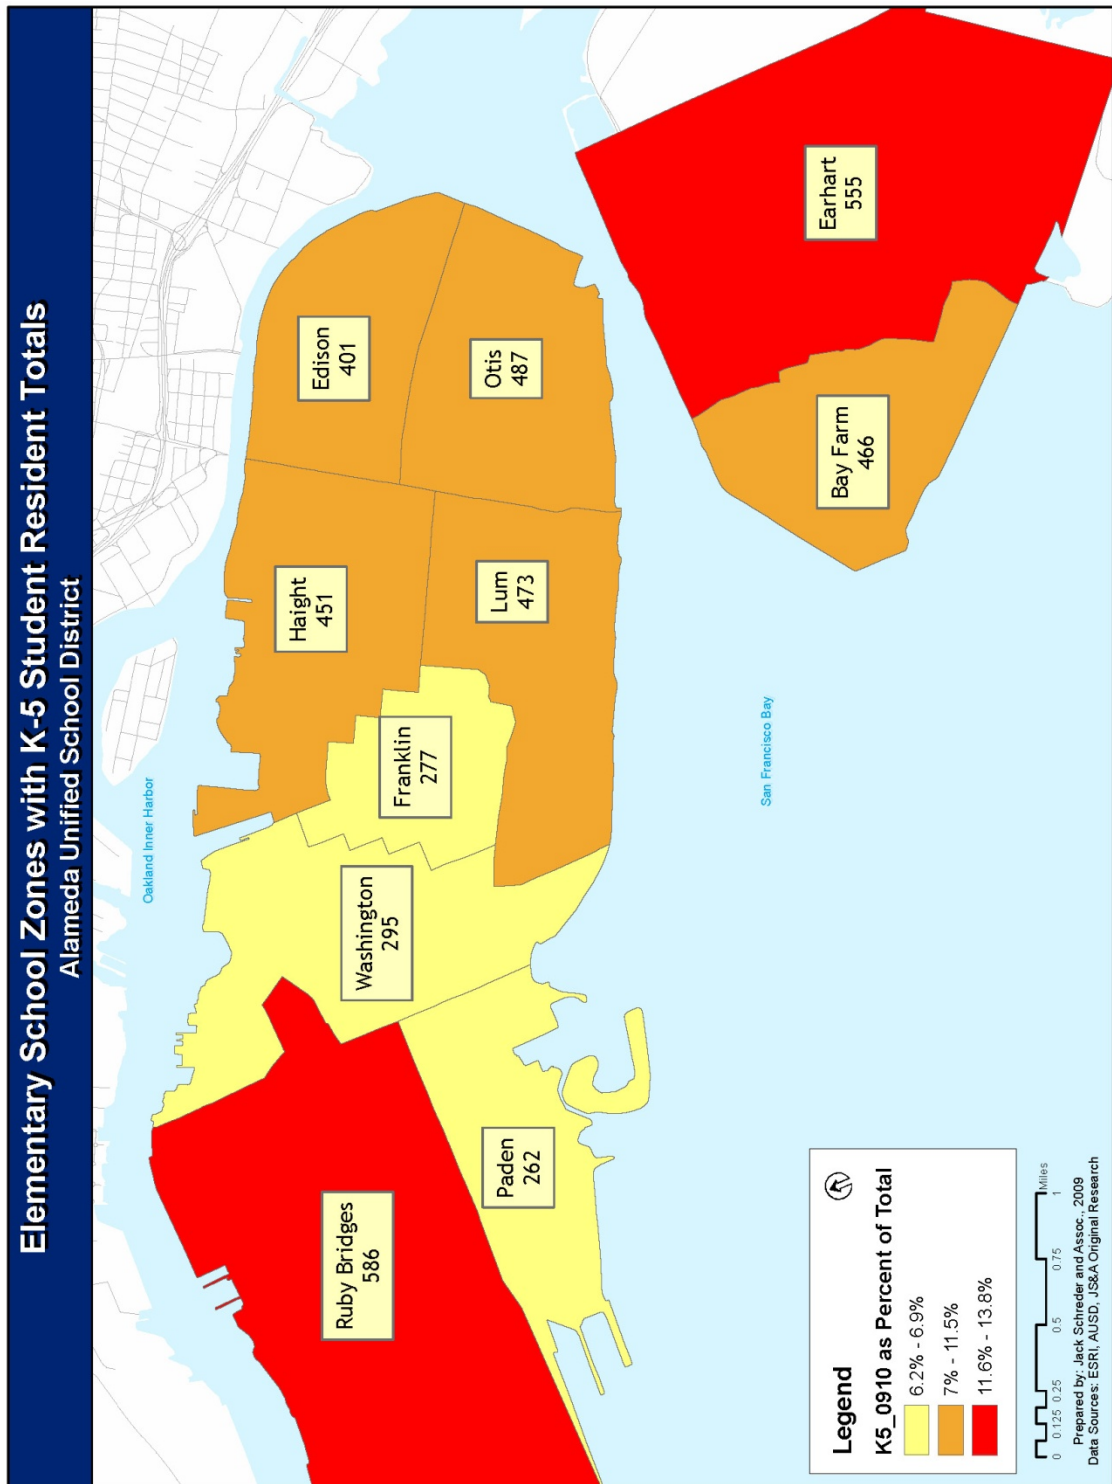 Elementary School Zones with K-5 Student Resident Totals
Alameda Unified School District
Oakland Inner Harbor
Ruby Bridges
586
Washington
295
Haight
451
Edison
401
Franklin
277
Paden
262
Lum
473
Otis
487
San Francisco Bay
Bay Farm
466
Earhart
555
Legend
K5_0910 as Percent of Total
6.2% - 6.9%
7% - 11.5%
11.6% - 13.8%
0 0.125 0.25 0.5 0.75 1
Miles
Prepared by: Jack Schreder and Assoc., 2009
Data Sources: ESRI, AUSD, JS&A Original Research